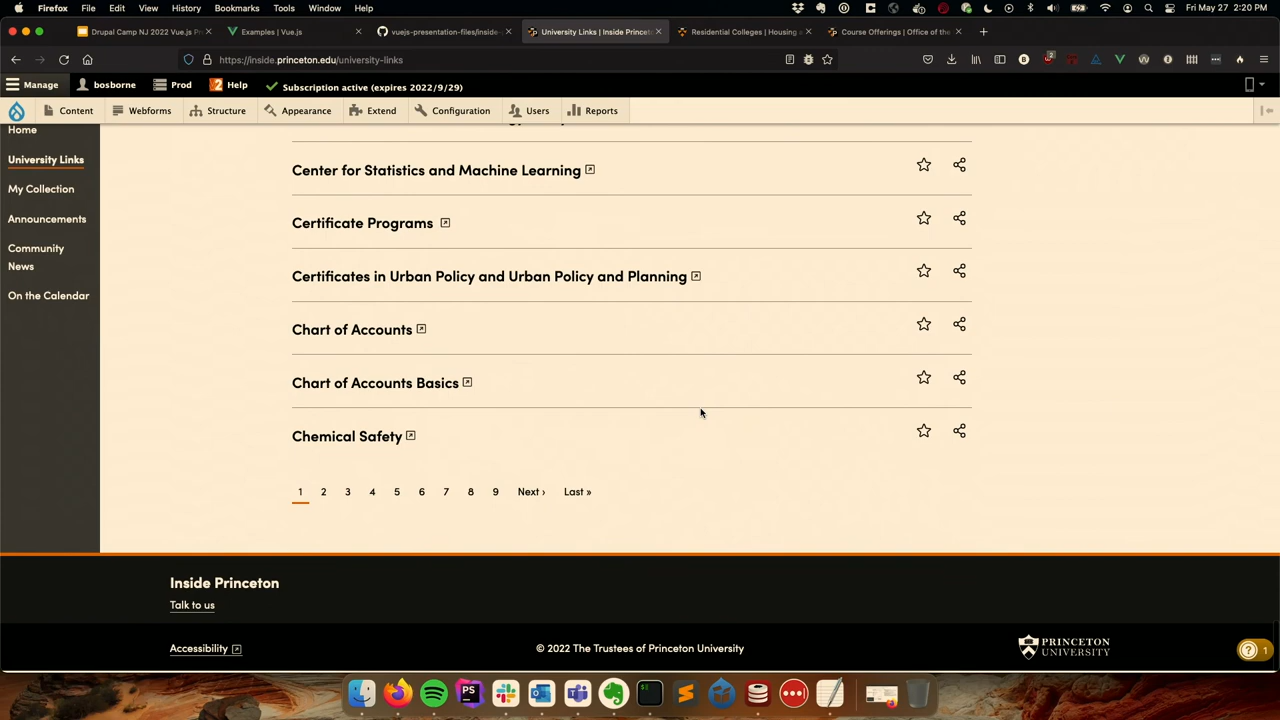 Firefox File Edit View History Bookmarks Tools Window Help Fri May 27 2:20 PM
Drupal Camp NJ 2022 Vue.js Pr
Examples | Vue.js
vuejs-presentation-files/inside-
University Links | Inside Princet
Residential Colleges | Housing
Course Offerings | Office of the
https://inside.princeton.edu/university-links
Manage bosborne Prod Help Subscription active (expires 2022/9/29)
Content Webforms Structure Appearance Extend Configuration Users Reports
Home
University Links
My Collection
Announcements
Community
News
On the Calendar
Center for Statistics and Machine Learning
Certificate Programs
Certificates in Urban Policy and Urban Policy and Planning
Chart of Accounts
Chart of Accounts Basics
Chemical Safety
1 2 3 4 5 6 7 8 9 Next › Last »
Inside Princeton
Talk to us
Accessibility
© 2022 The Trustees of Princeton University
PRINCETON
UNIVERSITY
1
PS